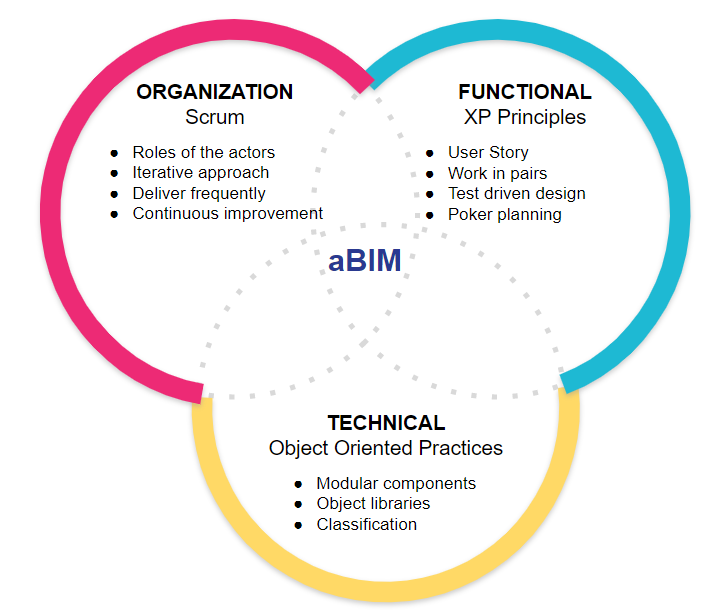 ORGANIZATION
Scrum
● Roles of the actors
● Iterative approach
● Deliver frequently
● Continuous improvement
FUNCTIONAL
XP Principles
● User Story
● Work in pairs
● Test driven design
● Poker planning
aBIM
TECHNICAL
Object Oriented Practices
● Modular components
● Object libraries
● Classification